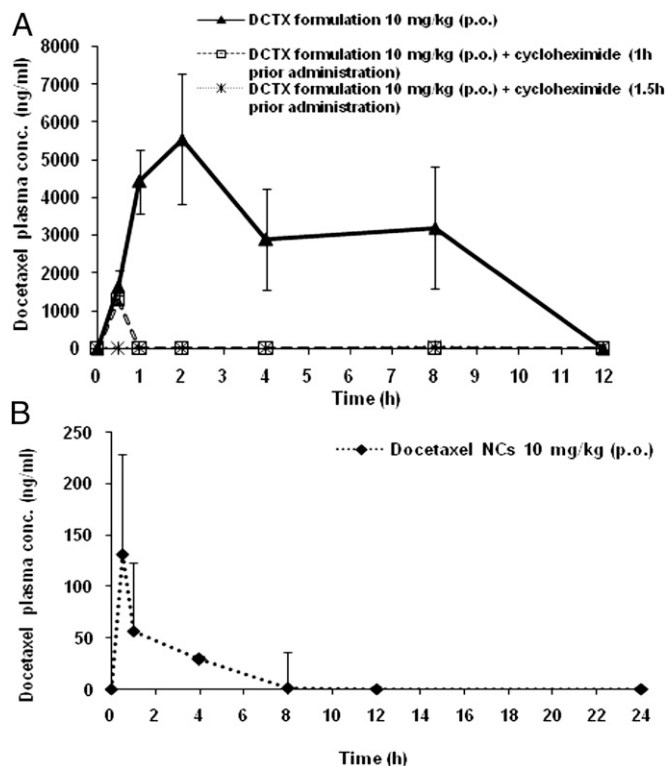 A
DCTX formulation 10 mg/kg (p.o.)
DCTX formulation 10 mg/kg (p.o.) + cycloheximide (1h
prior administration)
DCTX formulation 10 mg/kg (p.o.) + cycloheximide (1.5h
prior administration)
Docetaxel plasma conc. (ng/ml)
8000
7000
6000
5000
4000
3000
2000
1000
0
0 1 2 3 4 5 6 7 8 9 10 11 12
Time (h)
B
Docetaxel NCs 10 mg/kg (p.o.)
Docetaxel plasma conc. (ng/ml)
250
200
150
100
50
0
0 2 4 6 8 10 12 14 16 18 20 22 24
Time (h)